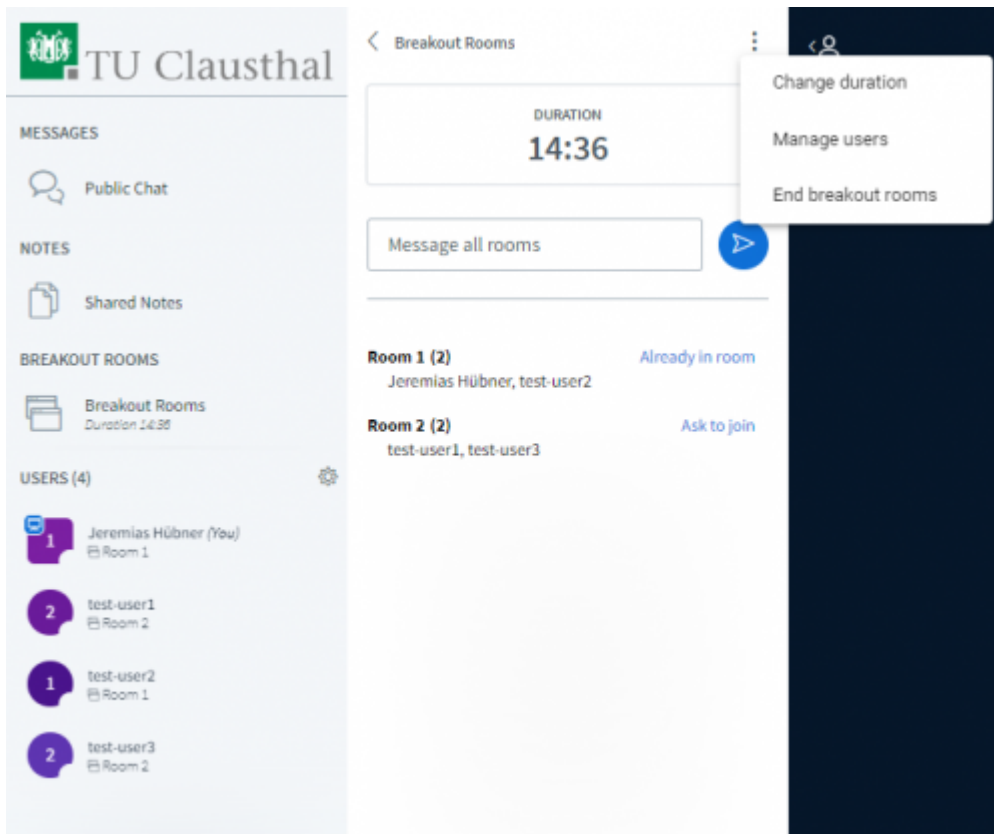 TU Clausthal
MESSAGES
Public Chat
NOTES
Shared Notes
BREAKOUT ROOMS
Breakout Rooms
Duration 14:36
USERS (4)
1
Jeremias Hübner (You)
Room 1
2
test-user1
Room 2
1
test-user2
Room 1
2
test-user3
Room 2
Breakout Rooms
DURATION
14:36
Message all rooms
Room 1 (2)
Already in room
Jeremias Hübner, test-user2
Room 2 (2)
Ask to join
test-user1, test-user3
Change duration
Manage users
End breakout rooms